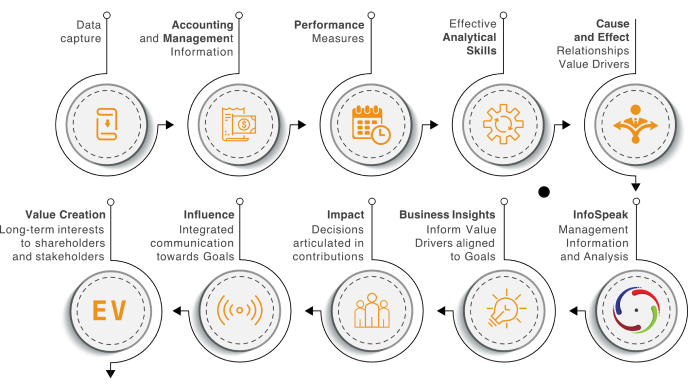 Data
capture
Accounting
and Management
Information
Performance
Measures
Effective
Analytical
Skills
Cause
and Effect
Relationships
Value Drivers
$
InfoSpeak
Management
Information
and Analysis
Business Insights
Inform Value
Drivers aligned
to Goals
Impact
Decisions
articulated in
contributions
Influence
Integrated
communication
towards Goals
Value Creation
Long-term interests
to shareholders
and stakeholders
EV